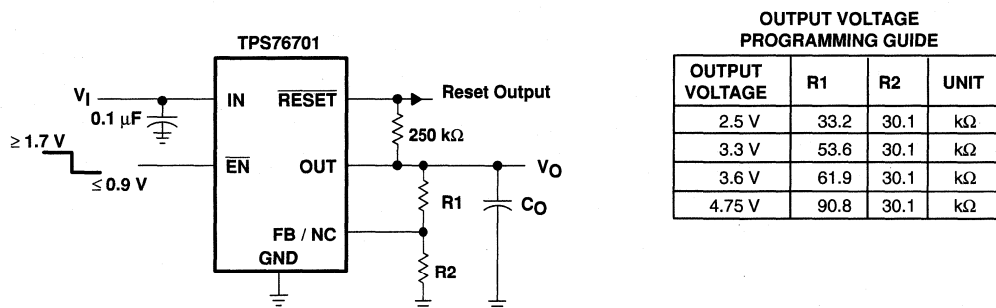 TPS76701
VI
0.1 μF
≥ 1.7 V
≤ 0.9 V
IN
RESET
EN
OUT
FB / NC
GND
Reset Output
250 kΩ
VO
R1
CO
R2
OUTPUT VOLTAGE
PROGRAMMING GUIDE
OUTPUT
VOLTAGE R1 R2 UNIT
2.5 V 33.2 30.1 kΩ
3.3 V 53.6 30.1 kΩ
3.6 V 61.9 30.1 kΩ
4.75 V 90.8 30.1 kΩ